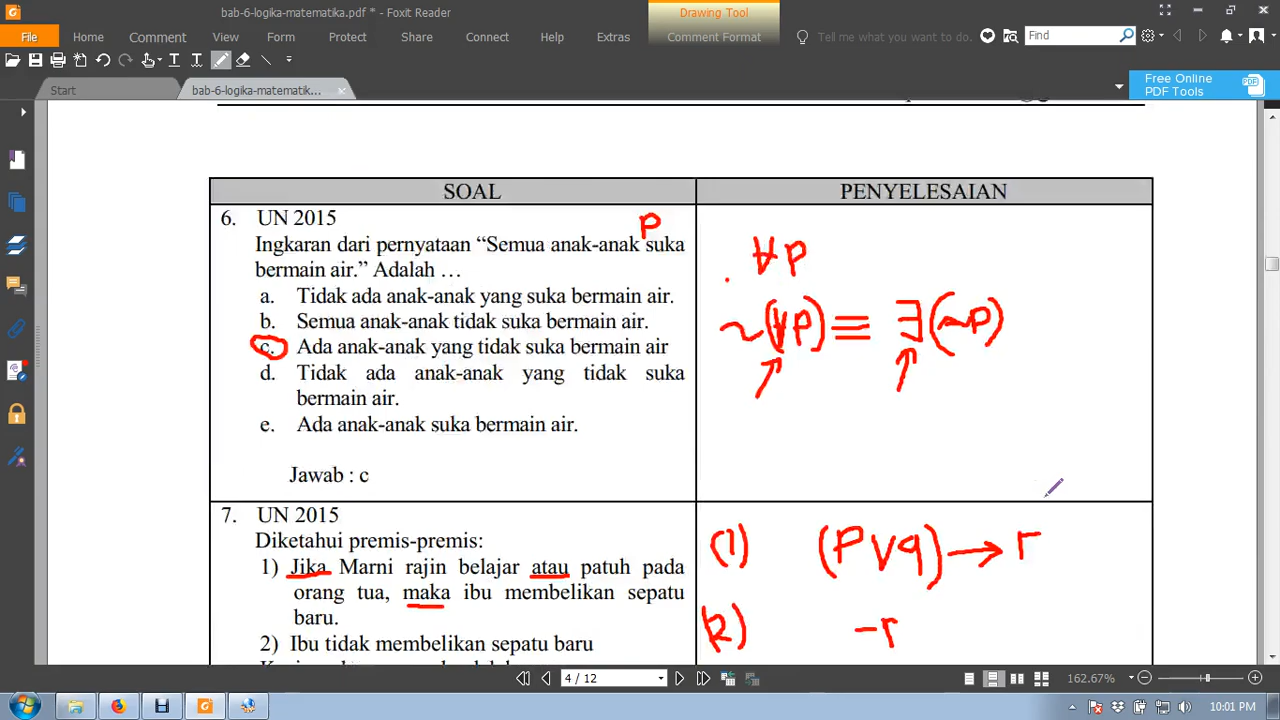 bab-6-logika-matematika.pdf * - Foxit Reader
Drawing Tool
File Home Comment View Form Protect Share Connect Help Extras Comment Format Tell me what you want to do.. Find
Start bab-6-logika-matematik... Free Online PDF Tools
SOAL PENYELESAIAN
6. UN 2015
P
Ingkaran dari pernyataan “Semua anak-anak suka
bermain air.” Adalah …
a. Tidak ada anak-anak yang suka bermain air.
b. Semua anak-anak tidak suka bermain air.
c. Ada anak-anak yang tidak suka bermain air
d. Tidak ada anak-anak yang tidak suka
bermain air.
e. Ada anak-anak suka bermain air.
Jawab : c
∀P
~(∀P) ≡ ∃(~P)
7. UN 2015
Diketahui premis-premis:
1) Jika Marni rajin belajar atau patuh pada
orang tua, maka ibu membelikan sepatu
baru.
2) Ibu tidak membelikan sepatu baru
(1) (P∨q) → r
(2) -r
4 / 12
162.67%
10:01 PM